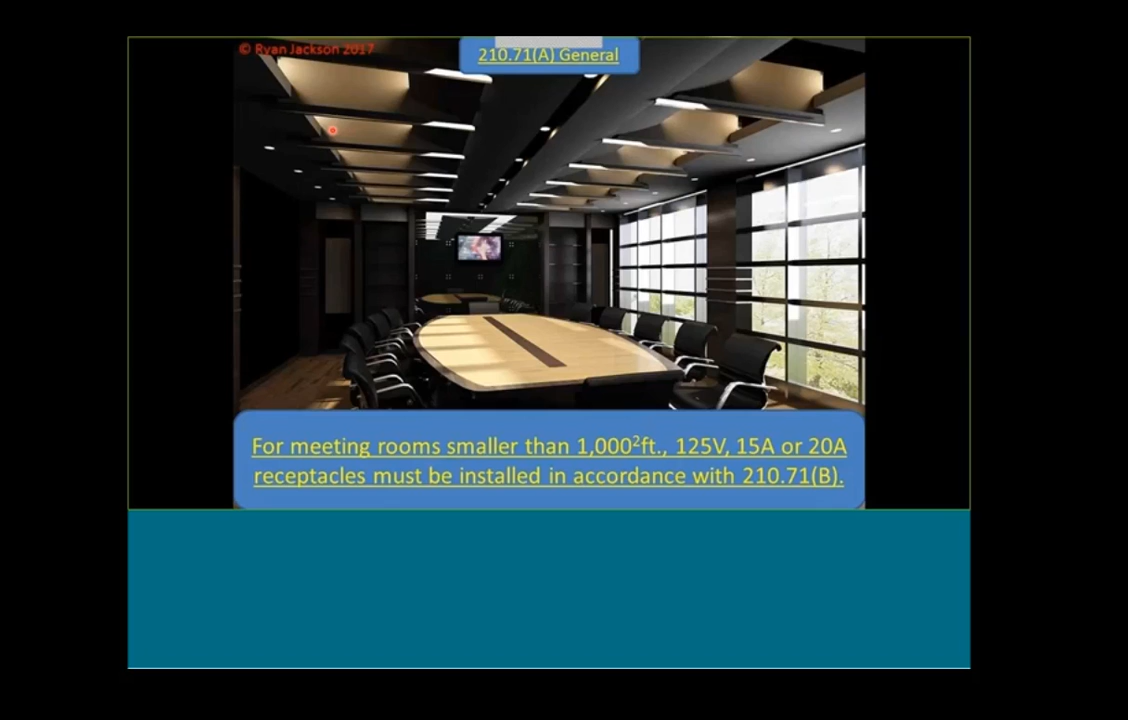 © Ryan Jackson 2017
210.71(A) General
For meeting rooms smaller than 1,000²ft., 125V, 15A or 20A
receptacles must be installed in accordance with 210.71(B).